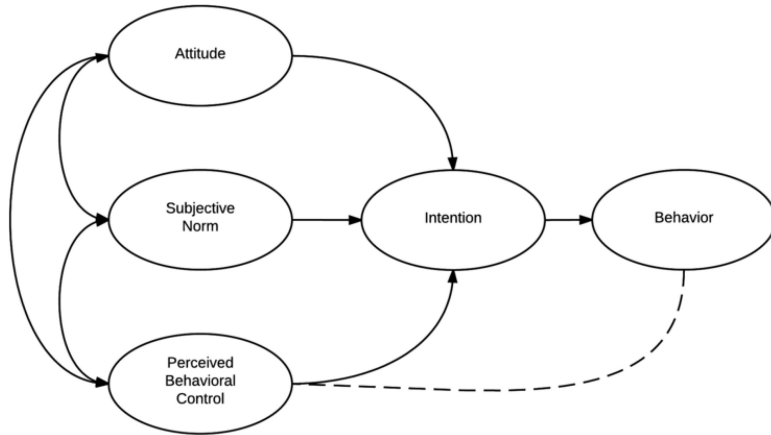 Attitude
Subjective
Norm
Intention
Behavior
Perceived
Behavioral
Control